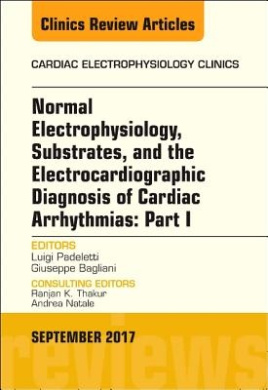 Clinics Review Articles
CARDIAC ELECTROPHYSIOLOGY CLINICS
Normal
Electrophysiology,
Substrates, and the
Electrocardiographic
Diagnosis of Cardiac
Arrhythmias: Part I
EDITORS
Luigi Padeletti
Giuseppe Bagliani
CONSULTING EDITORS
Ranjan K. Thakur
Andrea Natale
SEPTEMBER 2017
reviews